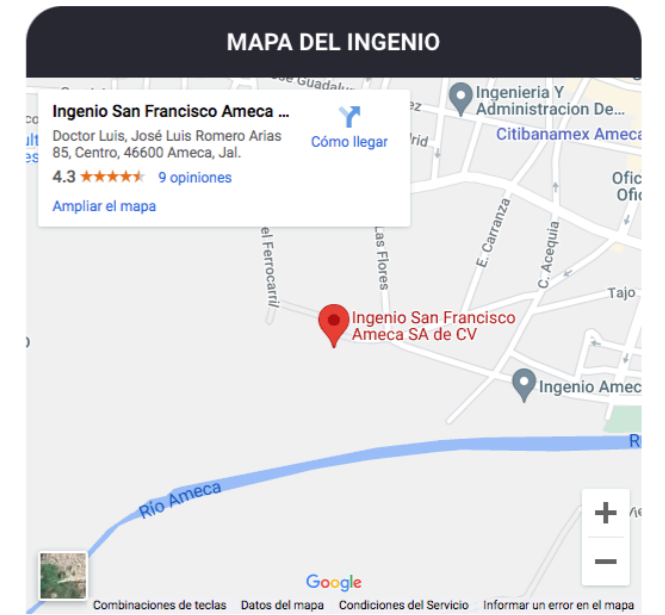 MAPA DEL INGENIO
Ingenio San Francisco Ameca ...
Doctor Luis, José Luis Romero Arias
85, Centro, 46600 Ameca, Jal.
4.3
9 opiniones
Ampliar el mapa
Cómo llegar
Ingenieria Y
Administracion De...
Citibanamex Ameca
Ofic
Tajo
E. Carranza
C. Acequia
Las Flores
el Ferrocarril
Ingenio San Francisco
Ameca SA de CV
Ingenio Amec
Río Ameca
R
+
−
Google
Combinaciones de teclas
Datos del mapa
Condiciones del Servicio
Informar un error en el mapa